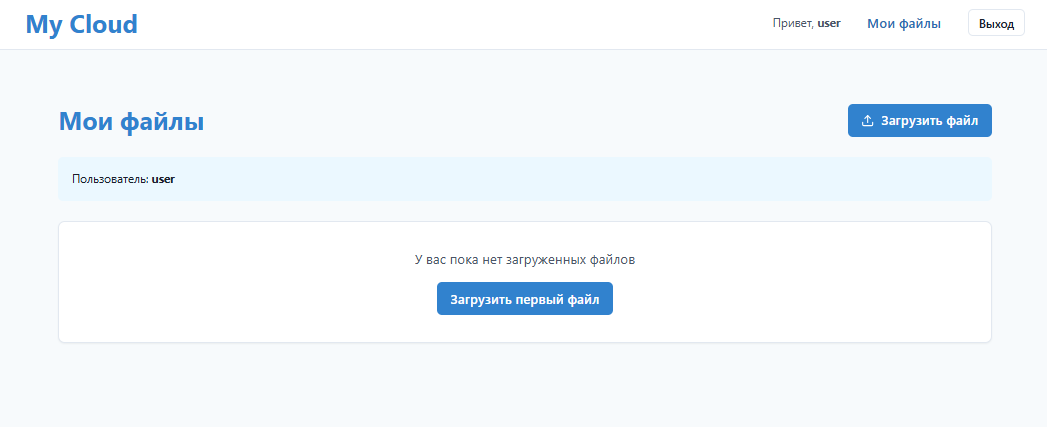 My Cloud
Привет, user
Мои файлы
Выход
Мои файлы
Загрузить файл
Пользователь: user
У вас пока нет загруженных файлов
Загрузить первый файл